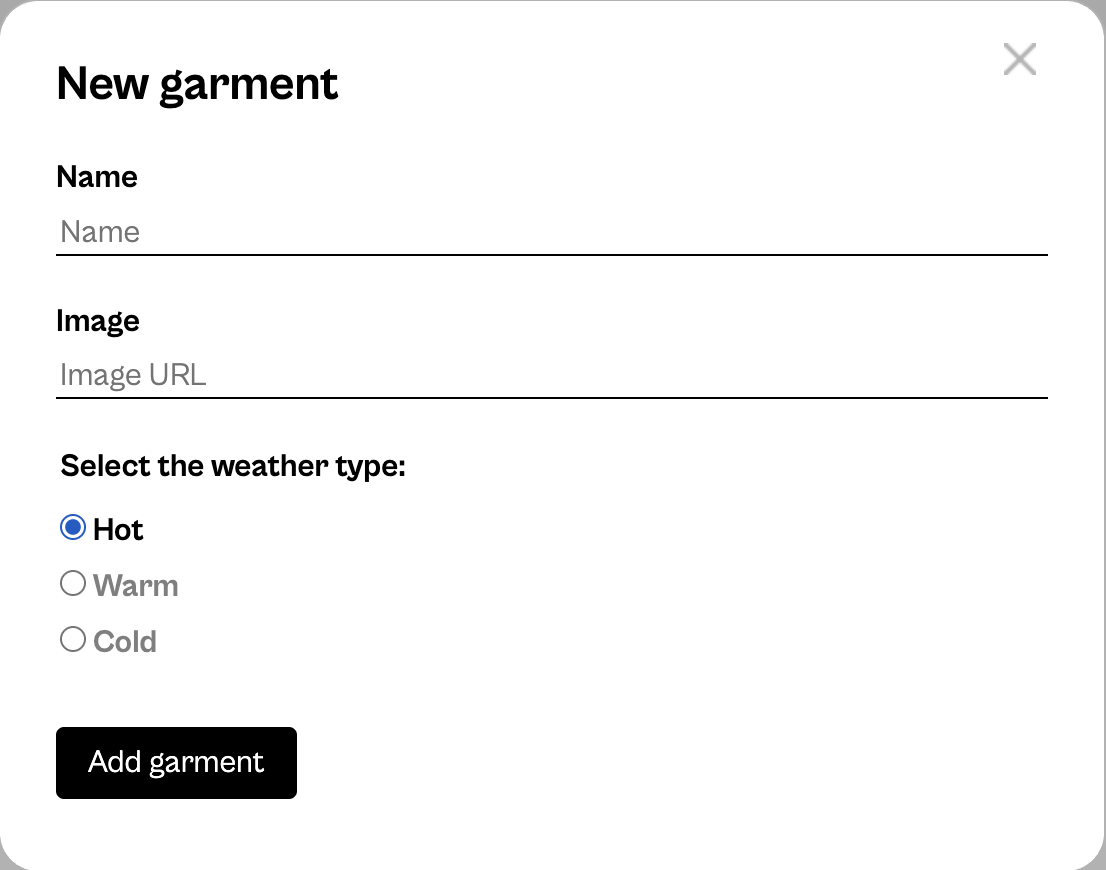 New garment
Name
Name
Image
Image URL
Select the weather type:
Hot
Warm
Cold
Add garment